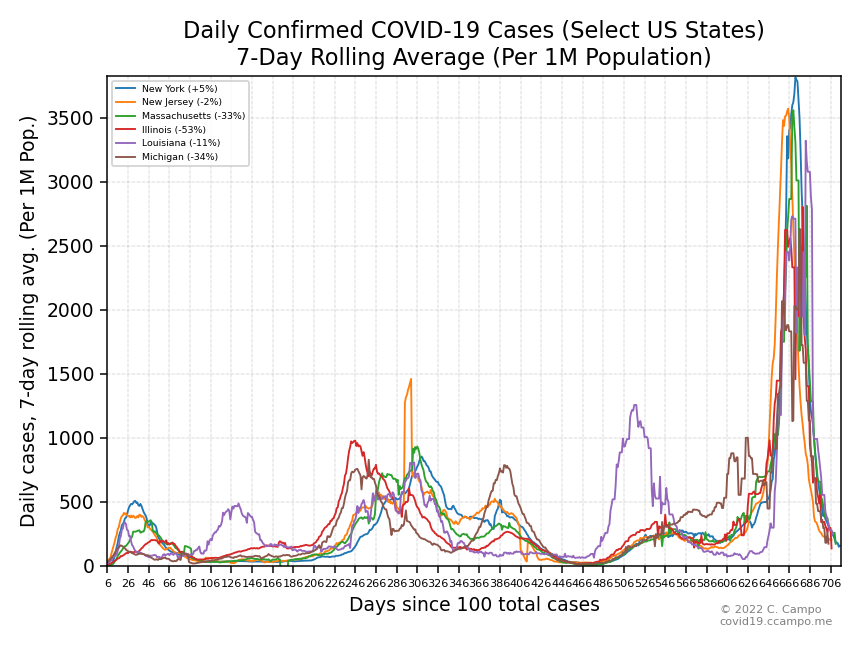 Daily Confirmed COVID-19 Cases (Select US States)
7-Day Rolling Average (Per 1M Population)
New York (+5%)
New Jersey (-2%)
Massachusetts (-33%)
Illinois (-53%)
Louisiana (-11%)
Michigan (-34%)
Daily cases, 7-day rolling avg. (Per 1M Pop.)
3500
3000
2500
2000
1500
1000
500
0
6 26 46 66 86 106 126 146 166 186 206 226 246 266 286 306 326 346 366 386 406 426 446 466 486 506 526 546 566 586 606 626 646 666 686 706
Days since 100 total cases
© 2022 C. Campo
covid19.ccampo.me